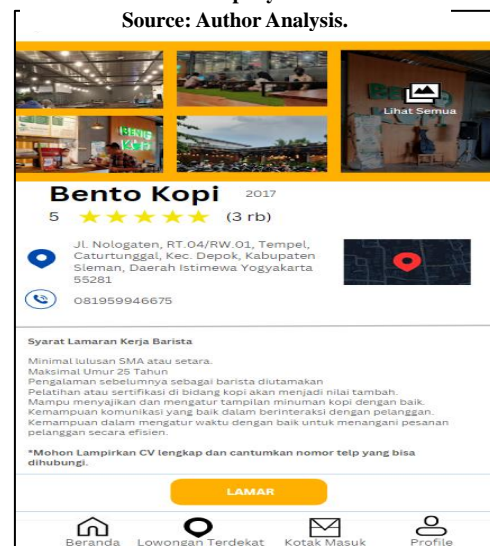 Source: Author Analysis.
Lihat Semua
BENTO
KOPI
Bento Kopi 2017
5 (3 rb)
Jl. Nologaten, RT.04/RW.01, Tempel,
Caturtunggal, Kec. Depok, Kabupaten
Sleman, Daerah Istimewa Yogyakarta
55281
081959946675
Syarat Lamaran Kerja Barista
Minimal lulusan SMA atau setara.
Maksimal Umur 25 Tahun
Pengalaman sebelumnya sebagai barista diutamakan
Pelatihan atau sertifikasi di bidang kopi akan menjadi nilai tambah.
Mampu menyajikan dan mengatur tampilan minuman kopi dengan baik.
Kemampuan komunikasi yang baik dalam berinteraksi dengan pelanggan.
Kemampuan dalam mengatur waktu dengan baik untuk menangani pesanan
pelanggan secara efisien.
*Mohon Lampirkan CV lengkap dan cantumkan nomor telp yang bisa
dihubungi.
LAMAR
Beranda Lowongan Terdekat Kotak Masuk Profile